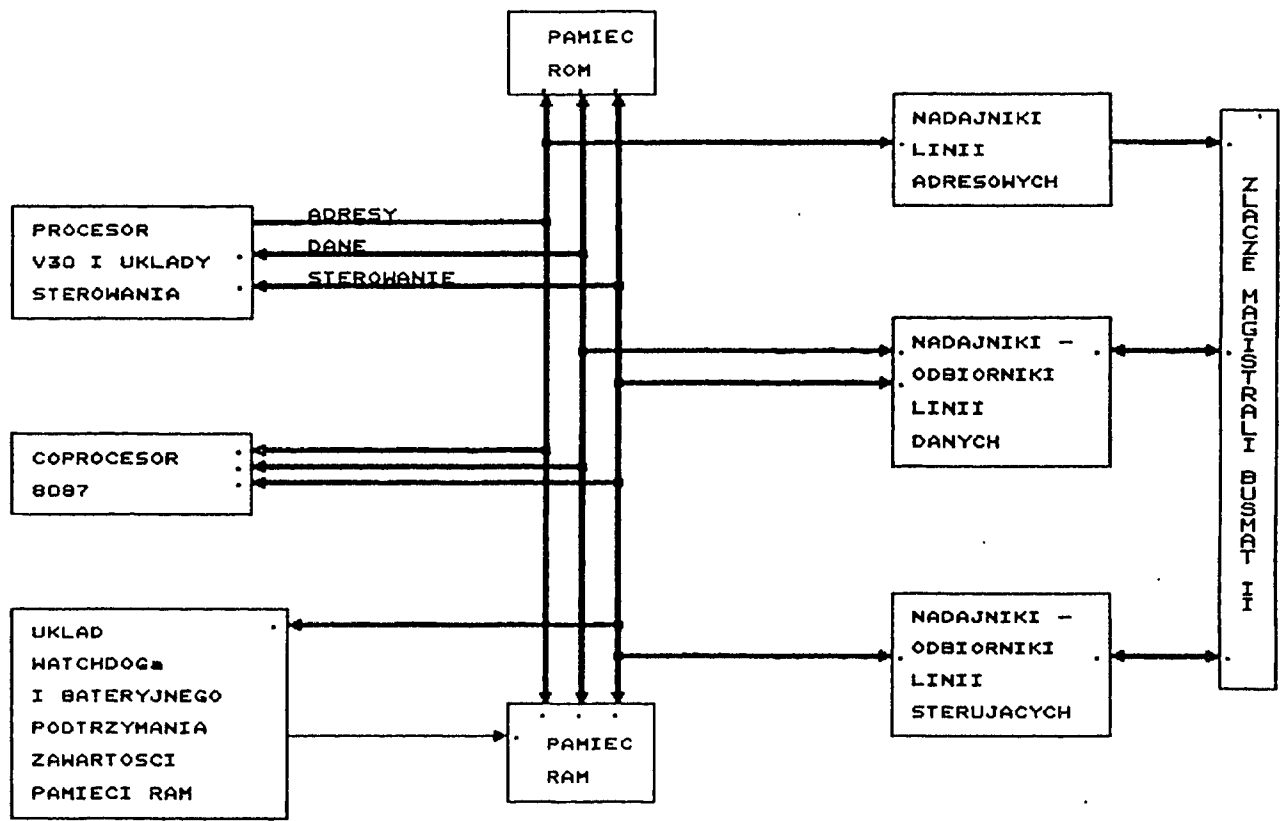 PAMIEC
ROM
NADAJNIKI
LINII
ADRESOWYCH
PROCESOR
V30 I UKLADY
STEROWANIA
ADRESY
DANE
STEROWANIE
NADAJNIKI –
ODBIORNIKI
LINII
DANYCH
COPROCESOR
8087
UKLAD
WATCHDOGa
I BATERYJNEGO
PODTRZYMANIA
ZAWARTOSCI
PAMIECI RAM
PAMIEC
RAM
NADAJNIKI –
ODBIORNIKI
LINII
STERUJACYCH
ZLACZE MAGISTRALI BUSMAT II